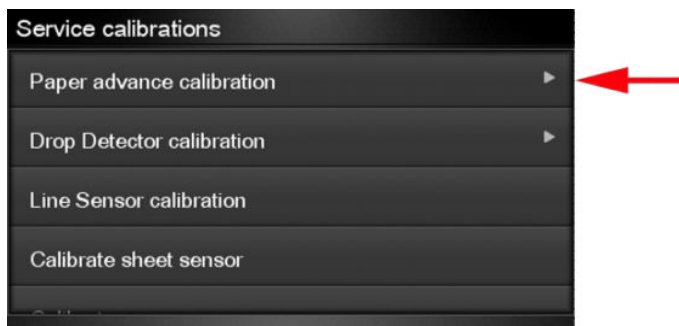 Service calibrations
Paper advance calibration
Drop Detector calibration
Line Sensor calibration
Calibrate sheet sensor